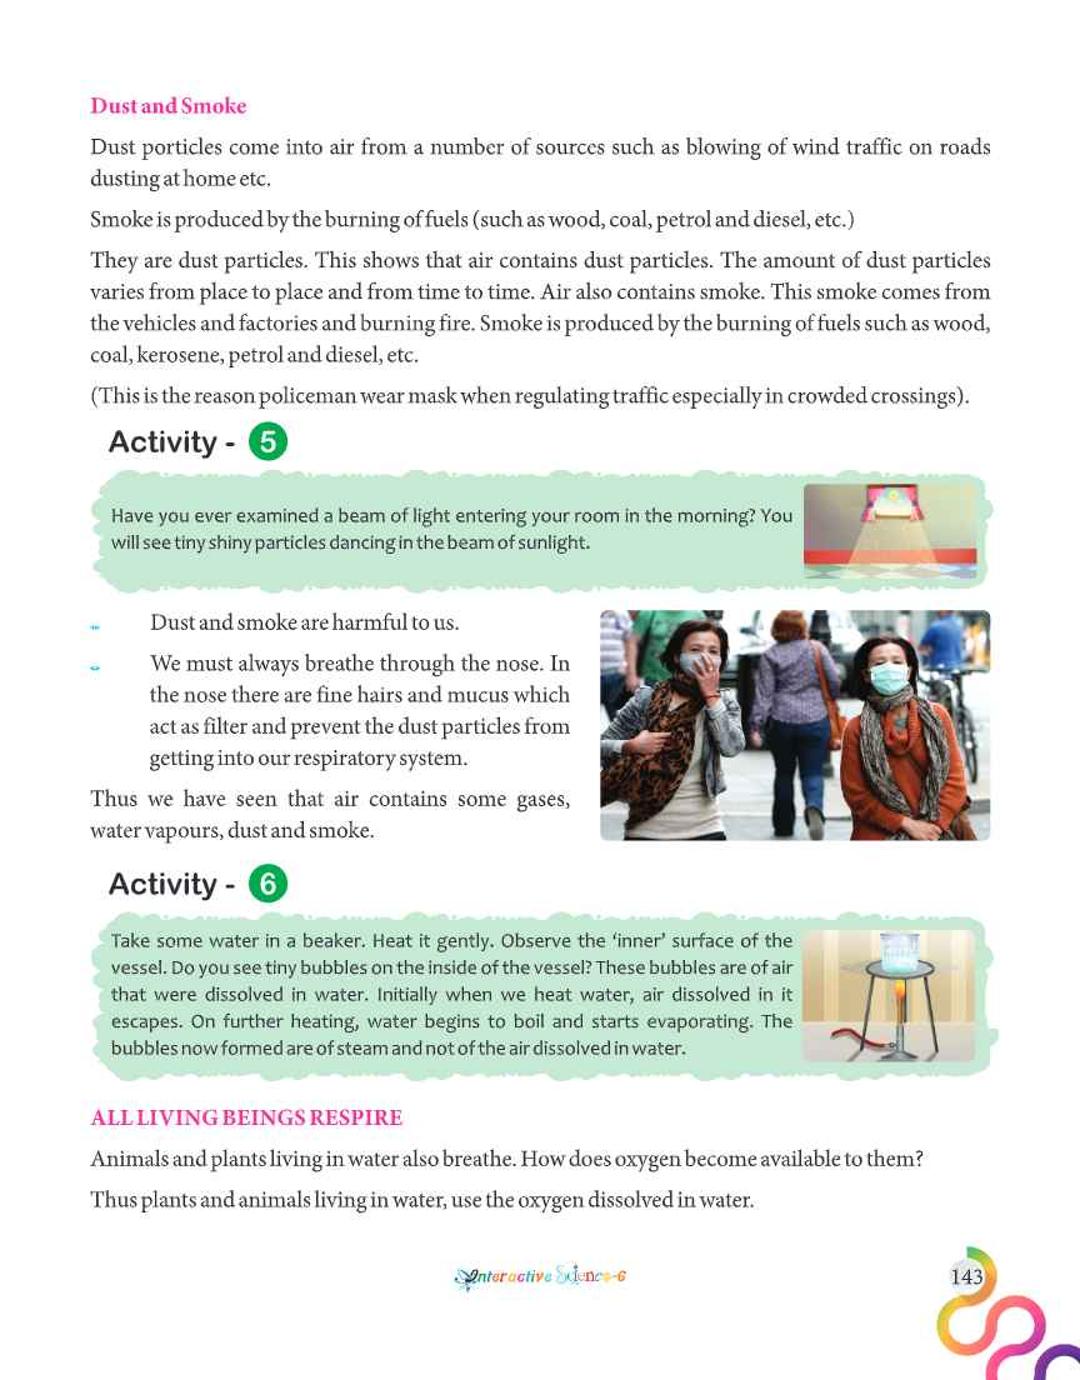 Dust and Smoke
Dust porticles come into air from a number of sources such as blowing of wind traffic on roads
dusting at home etc.
Smoke is produced by the burning of fuels (such as wood, coal, petrol and diesel, etc.)
They are dust particles. This shows that air contains dust particles. The amount of dust particles
varies from place to place and from time to time. Air also contains smoke. This smoke comes from
the vehicles and factories and burning fire. Smoke is produced by the burning of fuels such as wood,
coal, kerosene, petrol and diesel, etc.
(This is the reason policeman wear mask when regulating traffic especially in crowded crossings).
Activity - 5
Have you ever examined a beam of light entering your room in the morning? You
will see tiny shiny particles dancing in the beam of sunlight.
Dust and smoke are harmful to us.
We must always breathe through the nose. In
the nose there are fine hairs and mucus which
act as filter and prevent the dust particles from
getting into our respiratory system.
Thus we have seen that air contains some gases,
water vapours, dust and smoke.
Activity - 6
Take some water in a beaker. Heat it gently. Observe the ‘inner’ surface of the
vessel. Do you see tiny bubbles on the inside of the vessel? These bubbles are of air
that were dissolved in water. Initially when we heat water, air dissolved in it
escapes. On further heating, water begins to boil and starts evaporating. The
bubbles now formed are of steam and not of the air dissolved in water.
ALL LIVING BEINGS RESPIRE
Animals and plants living in water also breathe. How does oxygen become available to them?
Thus plants and animals living in water, use the oxygen dissolved in water.
Interactive Science-6
143